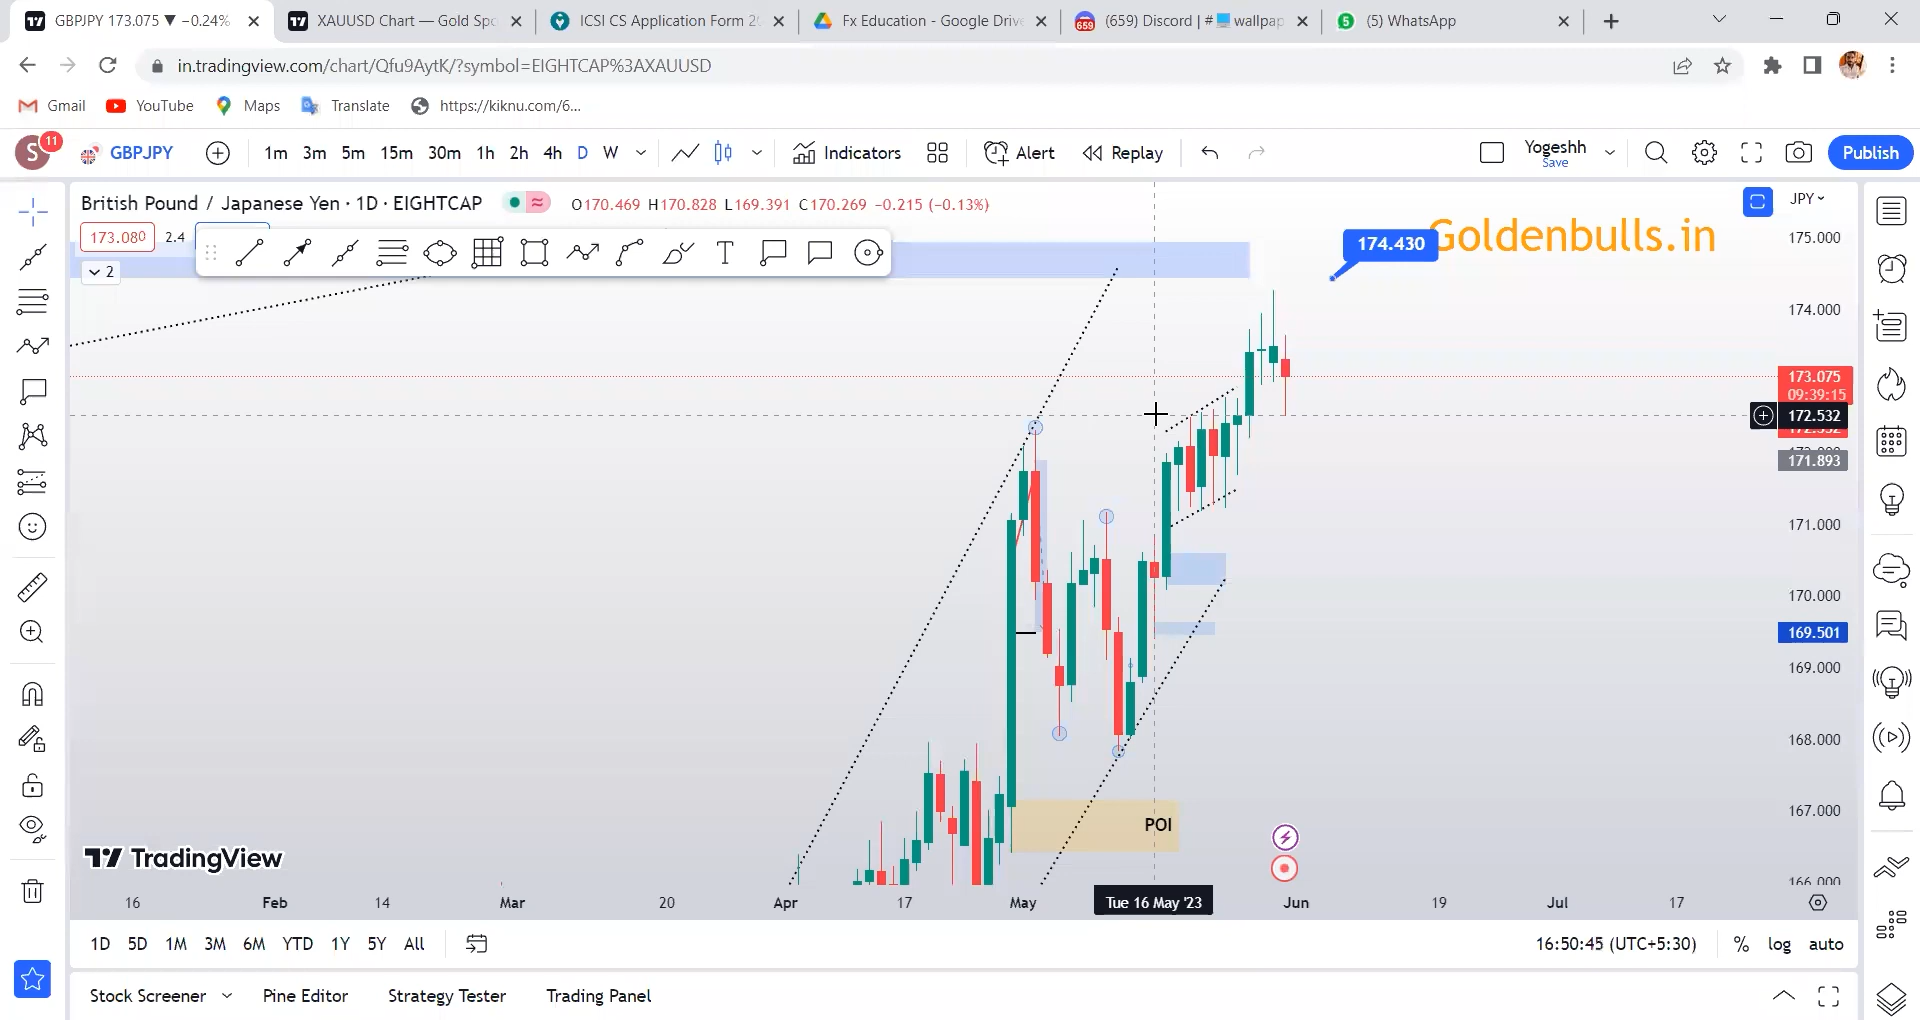 GBPJPY 173.075 ▼ −0.24%
XAUUSD Chart — Gold Spo
ICSI CS Application Form 2
Fx Education - Google Drive
(659) Discord | #🖥️wallpap
(5) WhatsApp
659
5
in.tradingview.com/chart/Qfu9AytK/?symbol=EIGHTCAP%3AXAUUSD
Gmail
YouTube
Maps
Translate
https://kiknu.com/6...
S
11
GBPJPY
1m
3m
5m
15m
30m
1h
2h
4h
D
W
Indicators
Alert
Replay
Yogeshh
Save
Publish
British Pound / Japanese Yen · 1D · EIGHTCAP
O170.469 H170.828 L169.391 C170.269 −0.215 (−0.13%)
JPY
173.080
2.4
2
T
174.430
Goldenbulls.in
175.000
174.000
173.075
09:39:15
172.532
171.893
171.000
170.000
169.501
169.000
168.000
167.000
166.000
POI
TradingView
16
Feb
14
Mar
20
Apr
17
May
Tue 16 May '23
Jun
19
Jul
17
1D
5D
1M
3M
6M
YTD
1Y
5Y
All
16:50:45 (UTC+5:30)
%
log
auto
Stock Screener
Pine Editor
Strategy Tester
Trading Panel